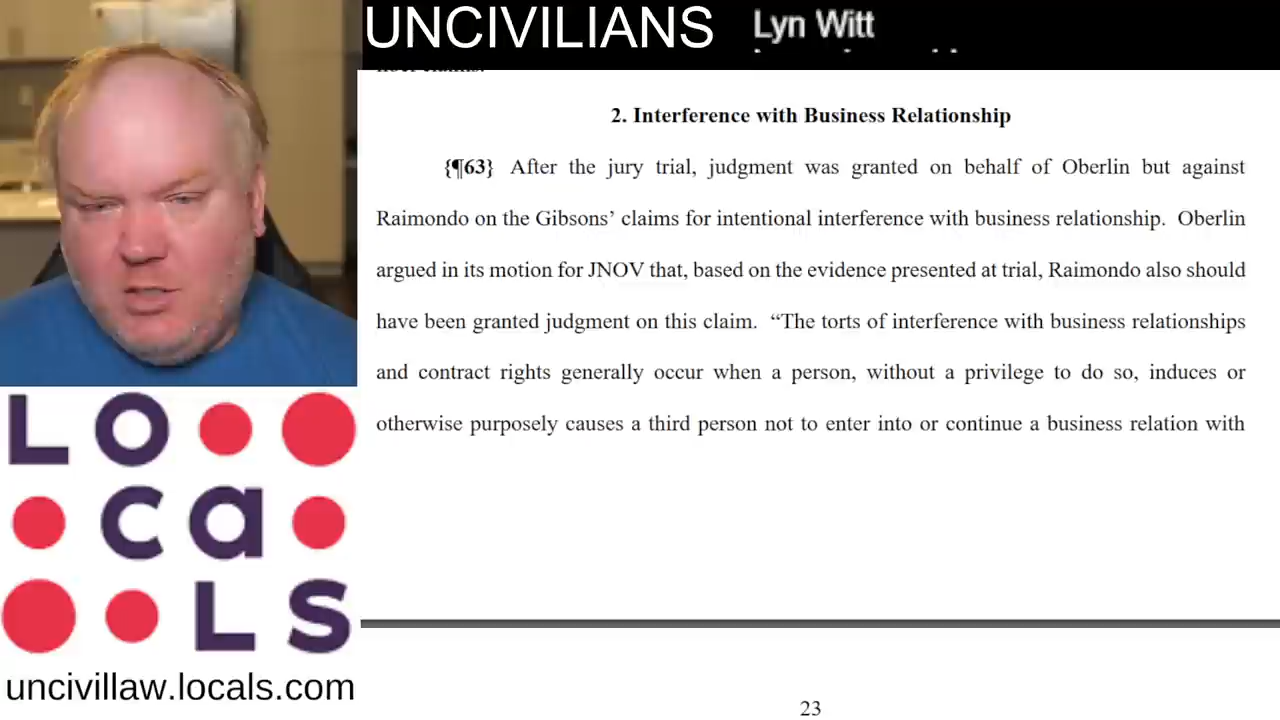 UNCIVILIANS
Lyn Witt
2. Interference with Business Relationship
{¶63} After the jury trial, judgment was granted on behalf of Oberlin but against
Raimondo on the Gibsons’ claims for intentional interference with business relationship. Oberlin
argued in its motion for JNOV that, based on the evidence presented at trial, Raimondo also should
have been granted judgment on this claim. “The torts of interference with business relationships
and contract rights generally occur when a person, without a privilege to do so, induces or
otherwise purposely causes a third person not to enter into or continue a business relation with
23
LO
ca
LS
uncivillaw.locals.com